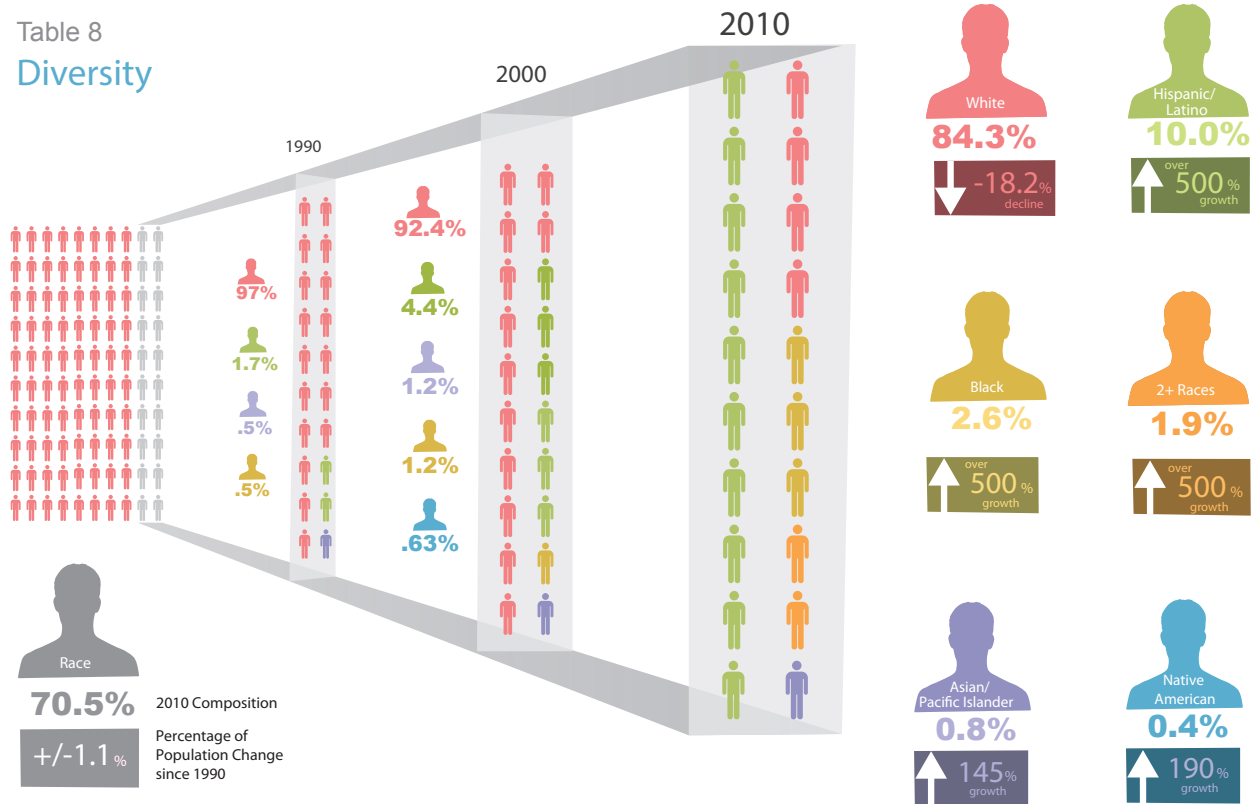 Table 8
Diversity
1990
97%
1.7%
.5%
.5%
2000
92.4%
4.4%
1.2%
1.2%
.63%
2010
White
84.3%
-18.2%
decline
Hispanic/
Latino
10.0%
over
500 %
growth
Black
2.6%
over
500 %
growth
2+ Races
1.9%
over
500 %
growth
Asian/
Pacific Islander
0.8%
145%
growth
Native
American
0.4%
190%
growth
Race
70.5%
2010 Composition
+/-1.1 %
Percentage of
Population Change
since 1990